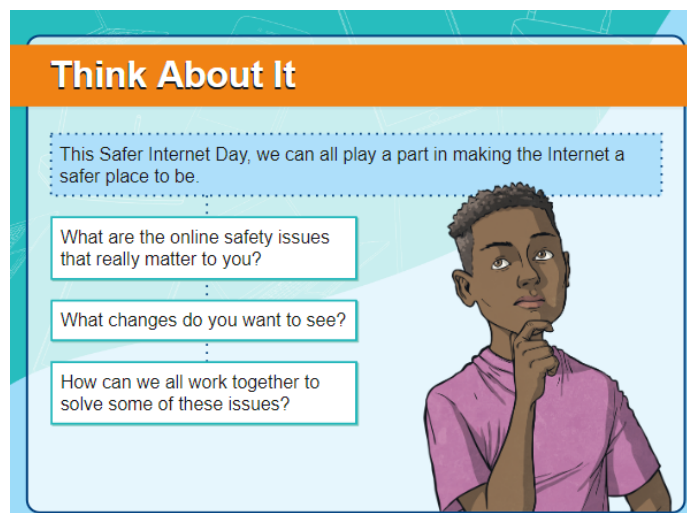 Think About It
This Safer Internet Day, we can all play a part in making the Internet a
safer place to be.
What are the online safety issues
that really matter to you?
What changes do you want to see?
How can we all work together to
solve some of these issues?